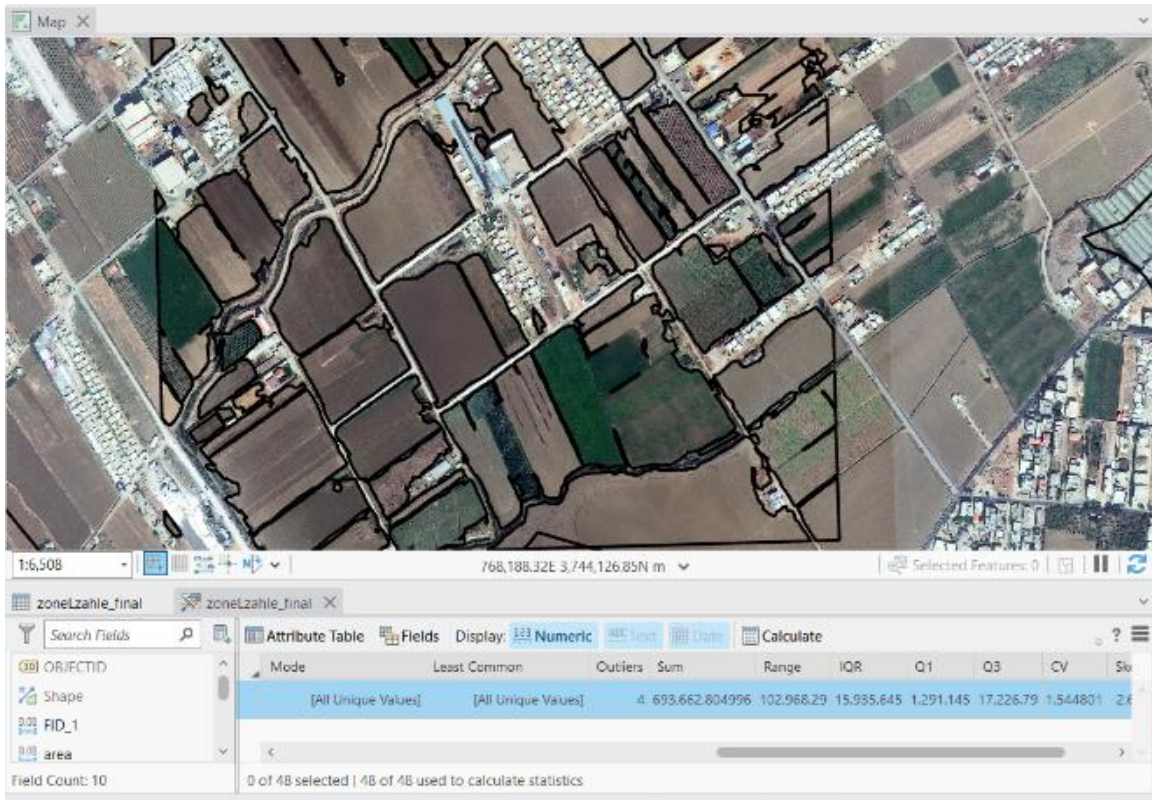 Map
1:6,508
768,188.32E 3,744,126.85N m
Selected Features: 0
zoneLzahle_final
zoneLzahle_final
Search Fields
Attribute Table Fields Display: Numeric Text Date Calculate
?
OBJECTID
Shape
FID_1
area
Mode Least Common Outliers Sum Range IQR Q1 Q3 CV Ske
[All Unique Values] [All Unique Values] 4 693.662.804996 102.968.29 15.935.645 1.291.145 17.226.79 1.544801 2.6
Field Count: 10
0 of 48 selected | 48 of 48 used to calculate statistics